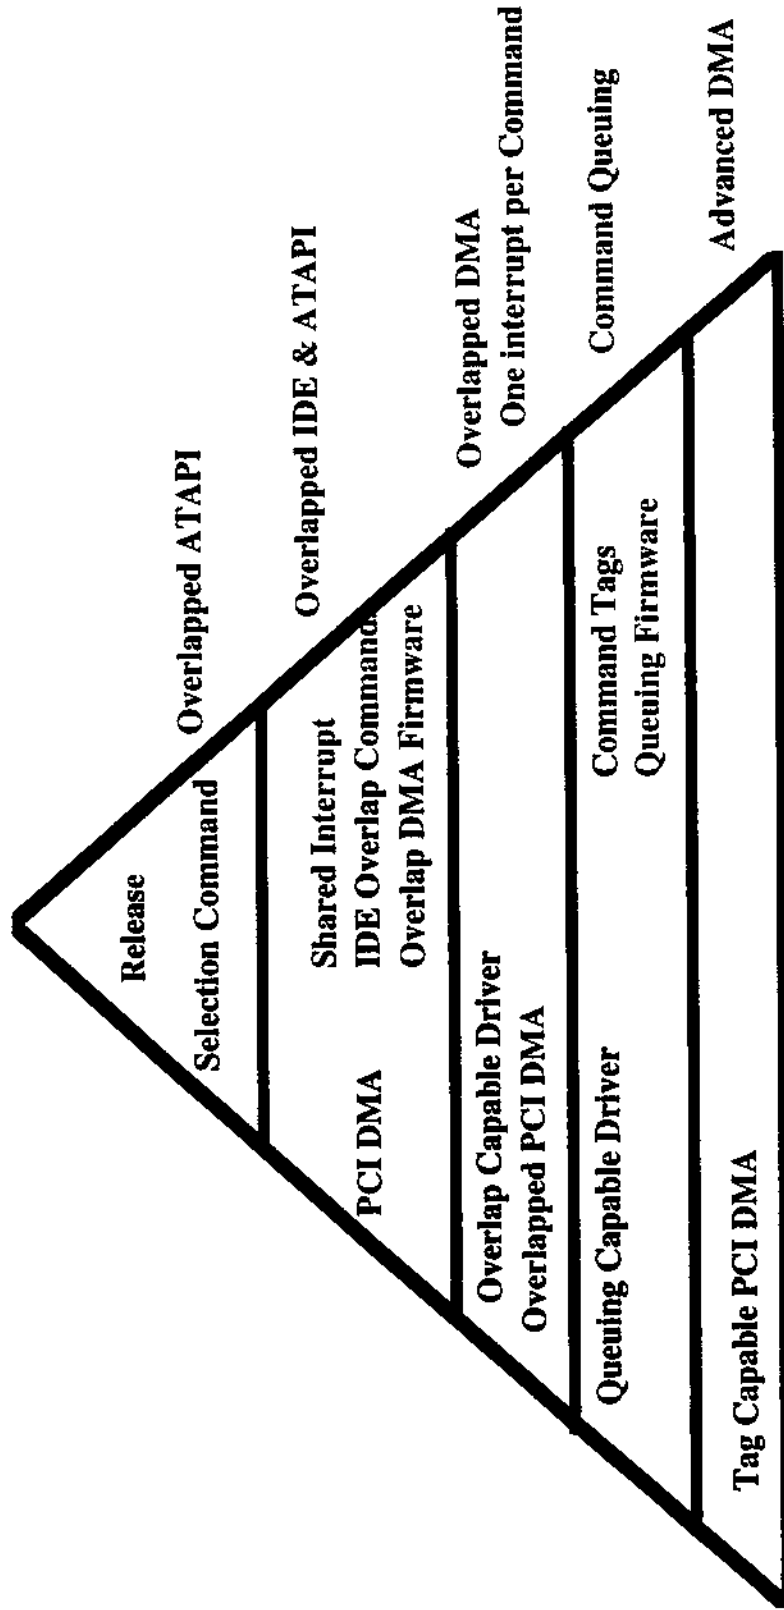 Release
Overlapped ATAPI
Selection Command
Overlapped IDE & ATAPI
Shared Interrupt
PCI DMA
IDE Overlap Command
Overlap DMA Firmware
Overlapped DMA
Overlap Capable Driver
One interrupt per Command
Overlapped PCI DMA
Command Queuing
Command Tags
Queuing Capable Driver
Queuing Firmware
Advanced DMA
Tag Capable PCI DMA